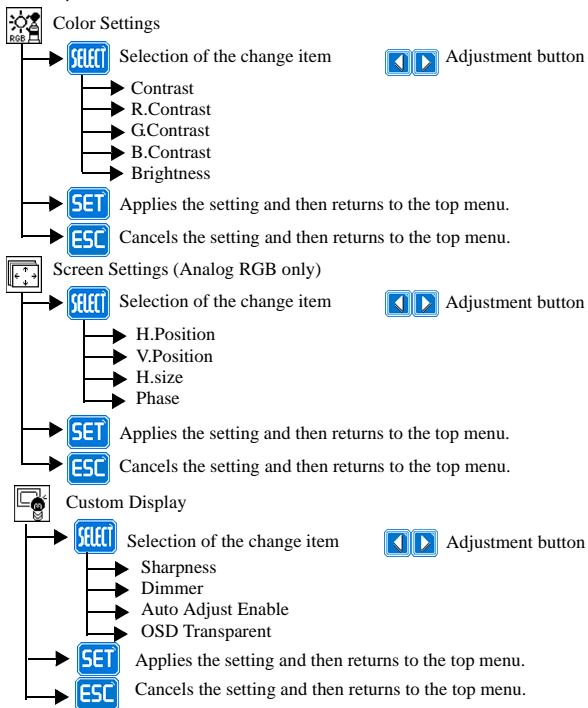 RGB
Color Settings
SELECT Selection of the change item Adjustment button
Contrast
R.Contrast
G.Contrast
B.Contrast
Brightness
SET Applies the setting and then returns to the top menu.
ESC Cancels the setting and then returns to the top menu.
Screen Settings (Analog RGB only)
SELECT Selection of the change item Adjustment button
H.Position
V.Position
H.size
Phase
SET Applies the setting and then returns to the top menu.
ESC Cancels the setting and then returns to the top menu.
Custom Display
SELECT Selection of the change item Adjustment button
Sharpness
Dimmer
Auto Adjust Enable
OSD Transparent
SET Applies the setting and then returns to the top menu.
ESC Cancels the setting and then returns to the top menu.